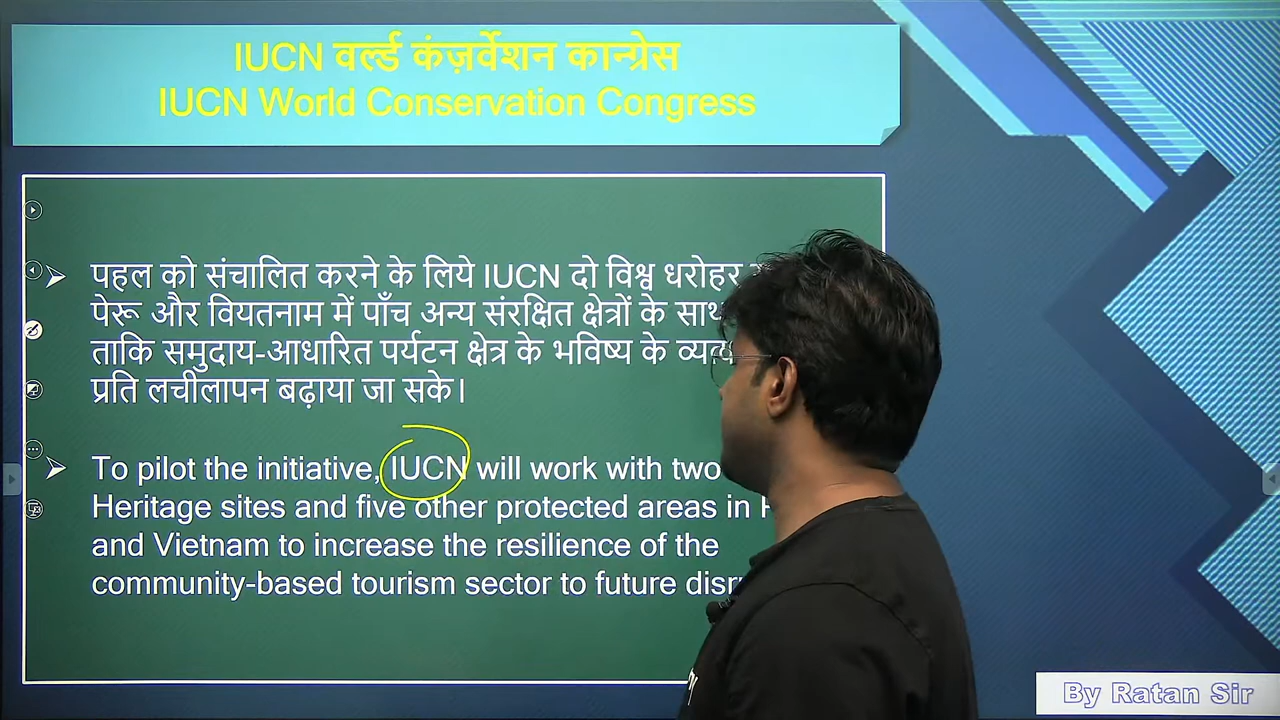 IUCN वर्ल्ड कंज़र्वेशन कान्ग्रेस
IUCN World Conservation Congress
पहल को संचालित करने के लिये IUCN दो विश्व धरोहर
पेरू और वियतनाम में पाँच अन्य संरक्षित क्षेत्रों के साथ
ताकि समुदाय-आधारित पर्यटन क्षेत्र के भविष्य के
प्रति लचीलापन बढ़ाया जा सके।
To pilot the initiative, IUCN will work with two
Heritage sites and five other protected areas in
and Vietnam to increase the resilience of the
community-based tourism sector to future
By Ratan Sir